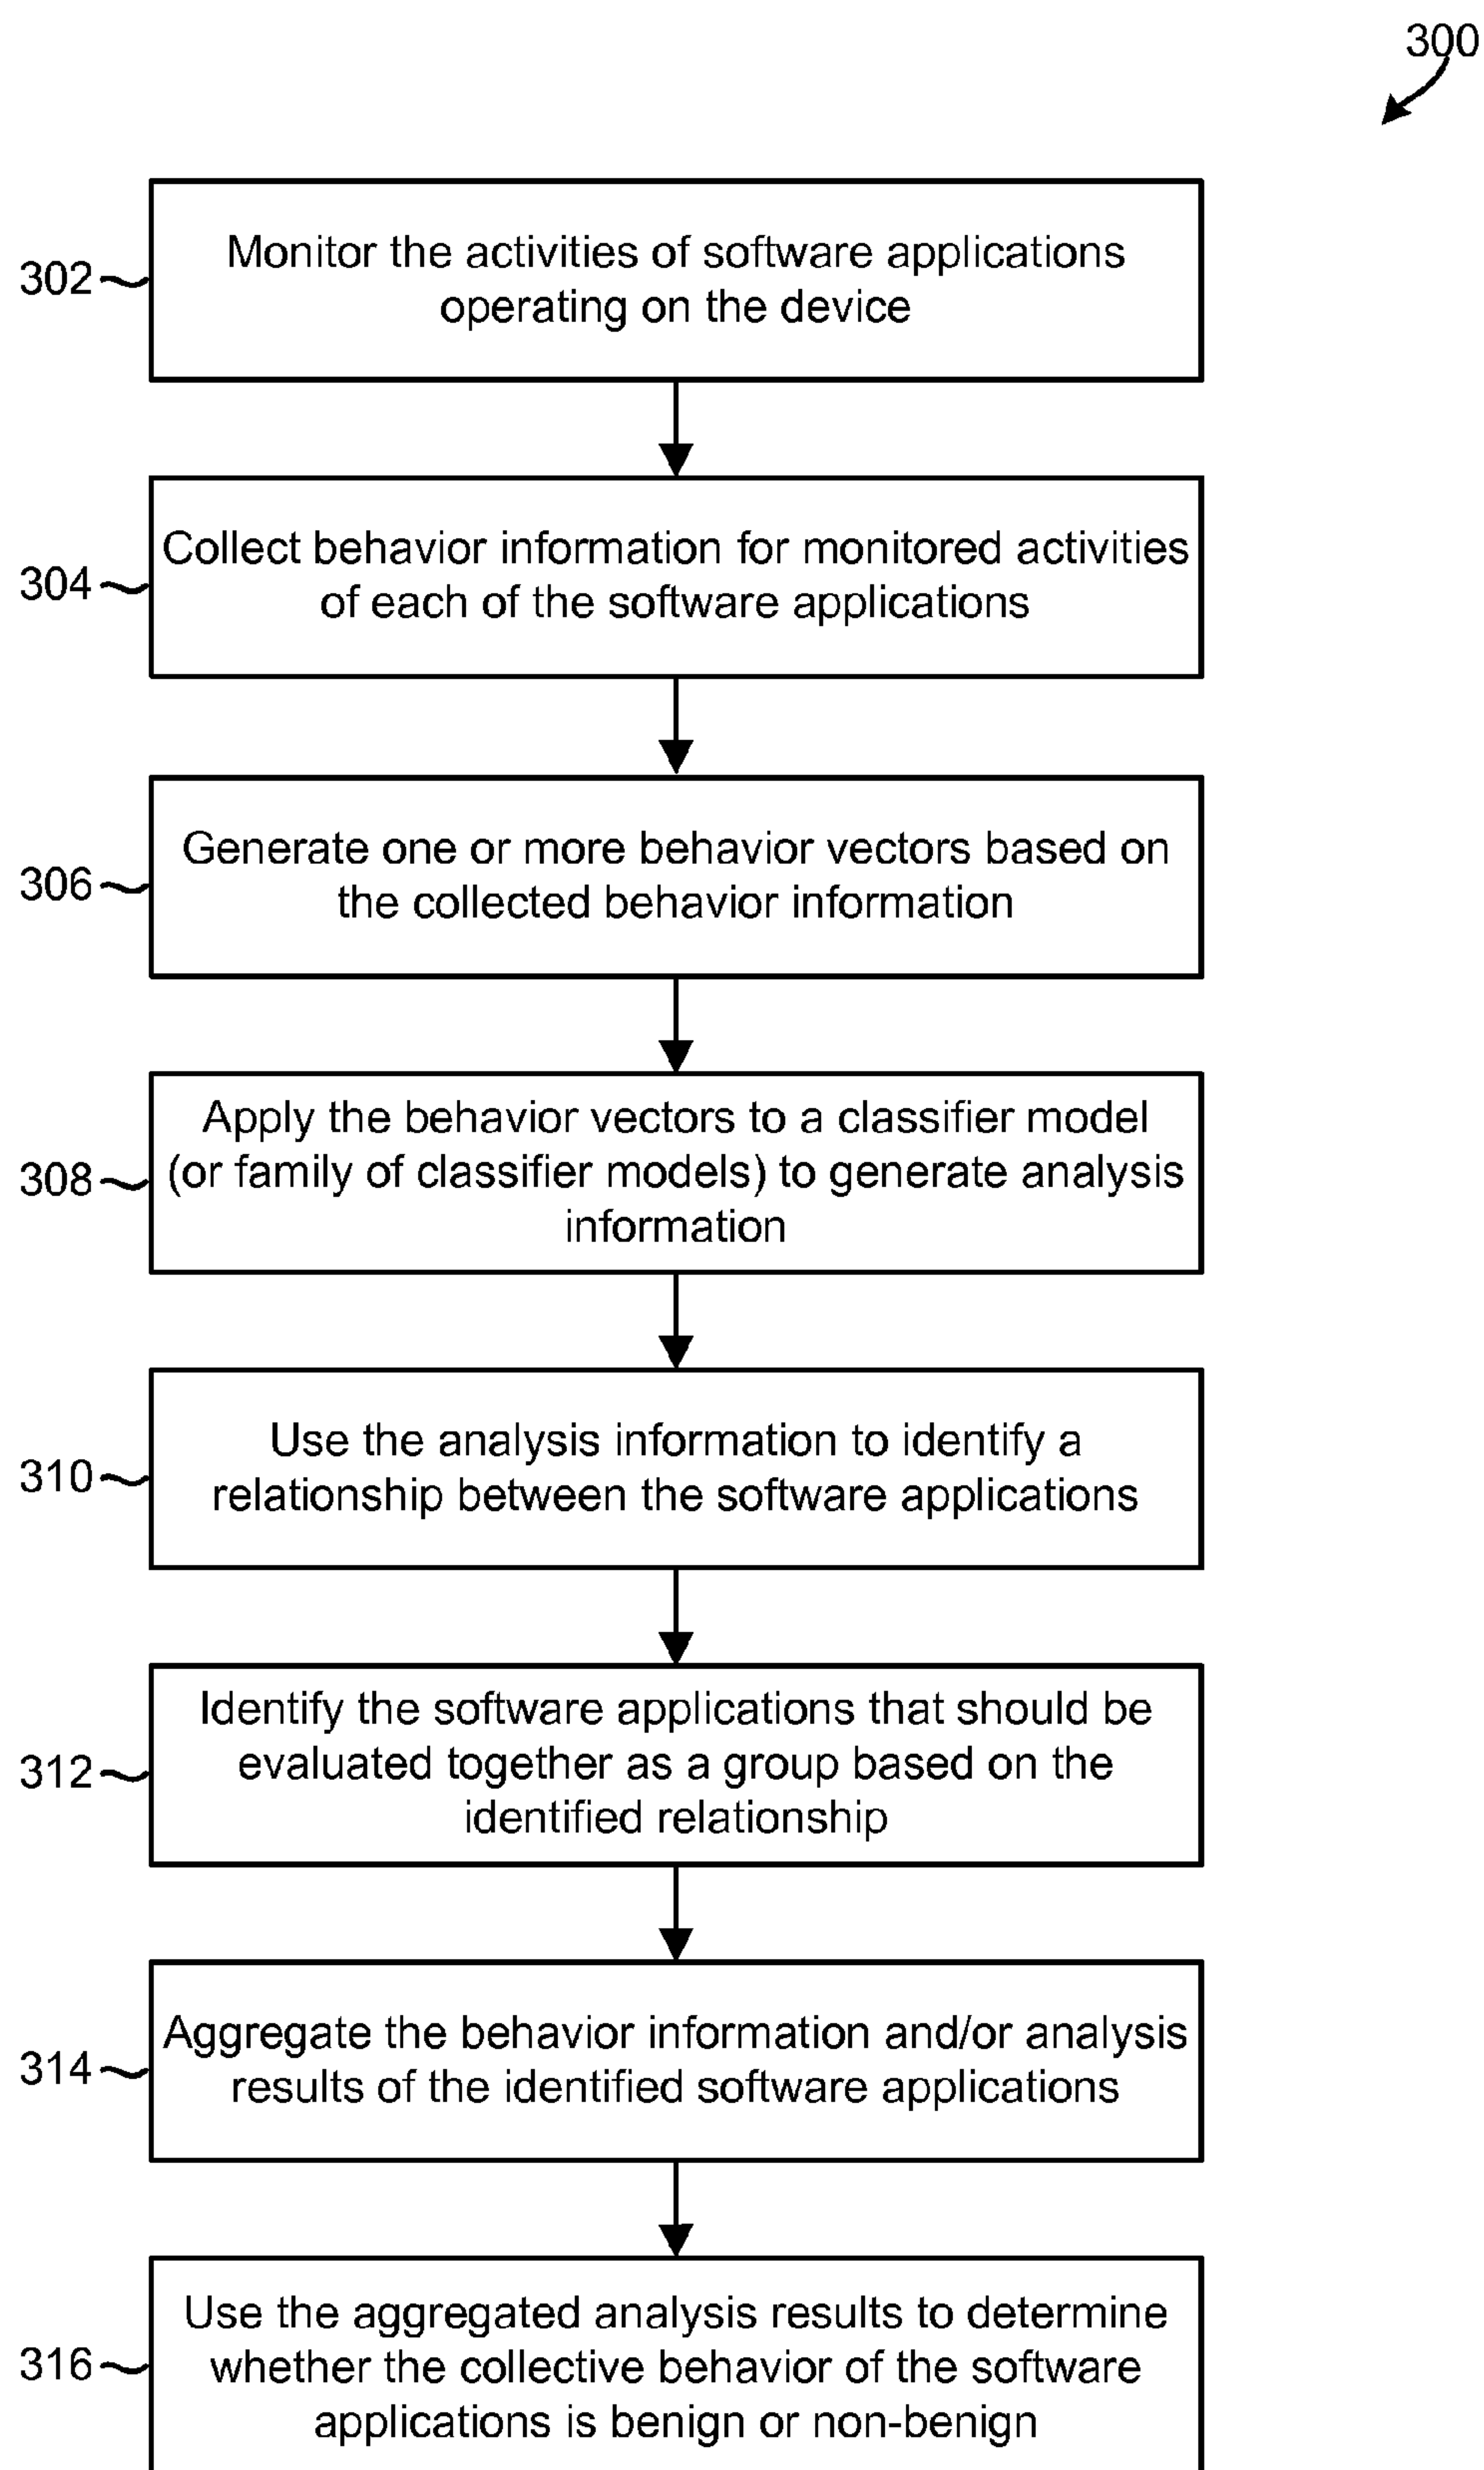 300
302
Monitor the activities of software applications
operating on the device
304
Collect behavior information for monitored activities
of each of the software applications
306
Generate one or more behavior vectors based on
the collected behavior information
308
Apply the behavior vectors to a classifier model
(or family of classifier models) to generate analysis
information
310
Use the analysis information to identify a
relationship between the software applications
312
Identify the software applications that should be
evaluated together as a group based on the
identified relationship
314
Aggregate the behavior information and/or analysis
results of the identified software applications
316
Use the aggregated analysis results to determine
whether the collective behavior of the software
applications is benign or non-benign